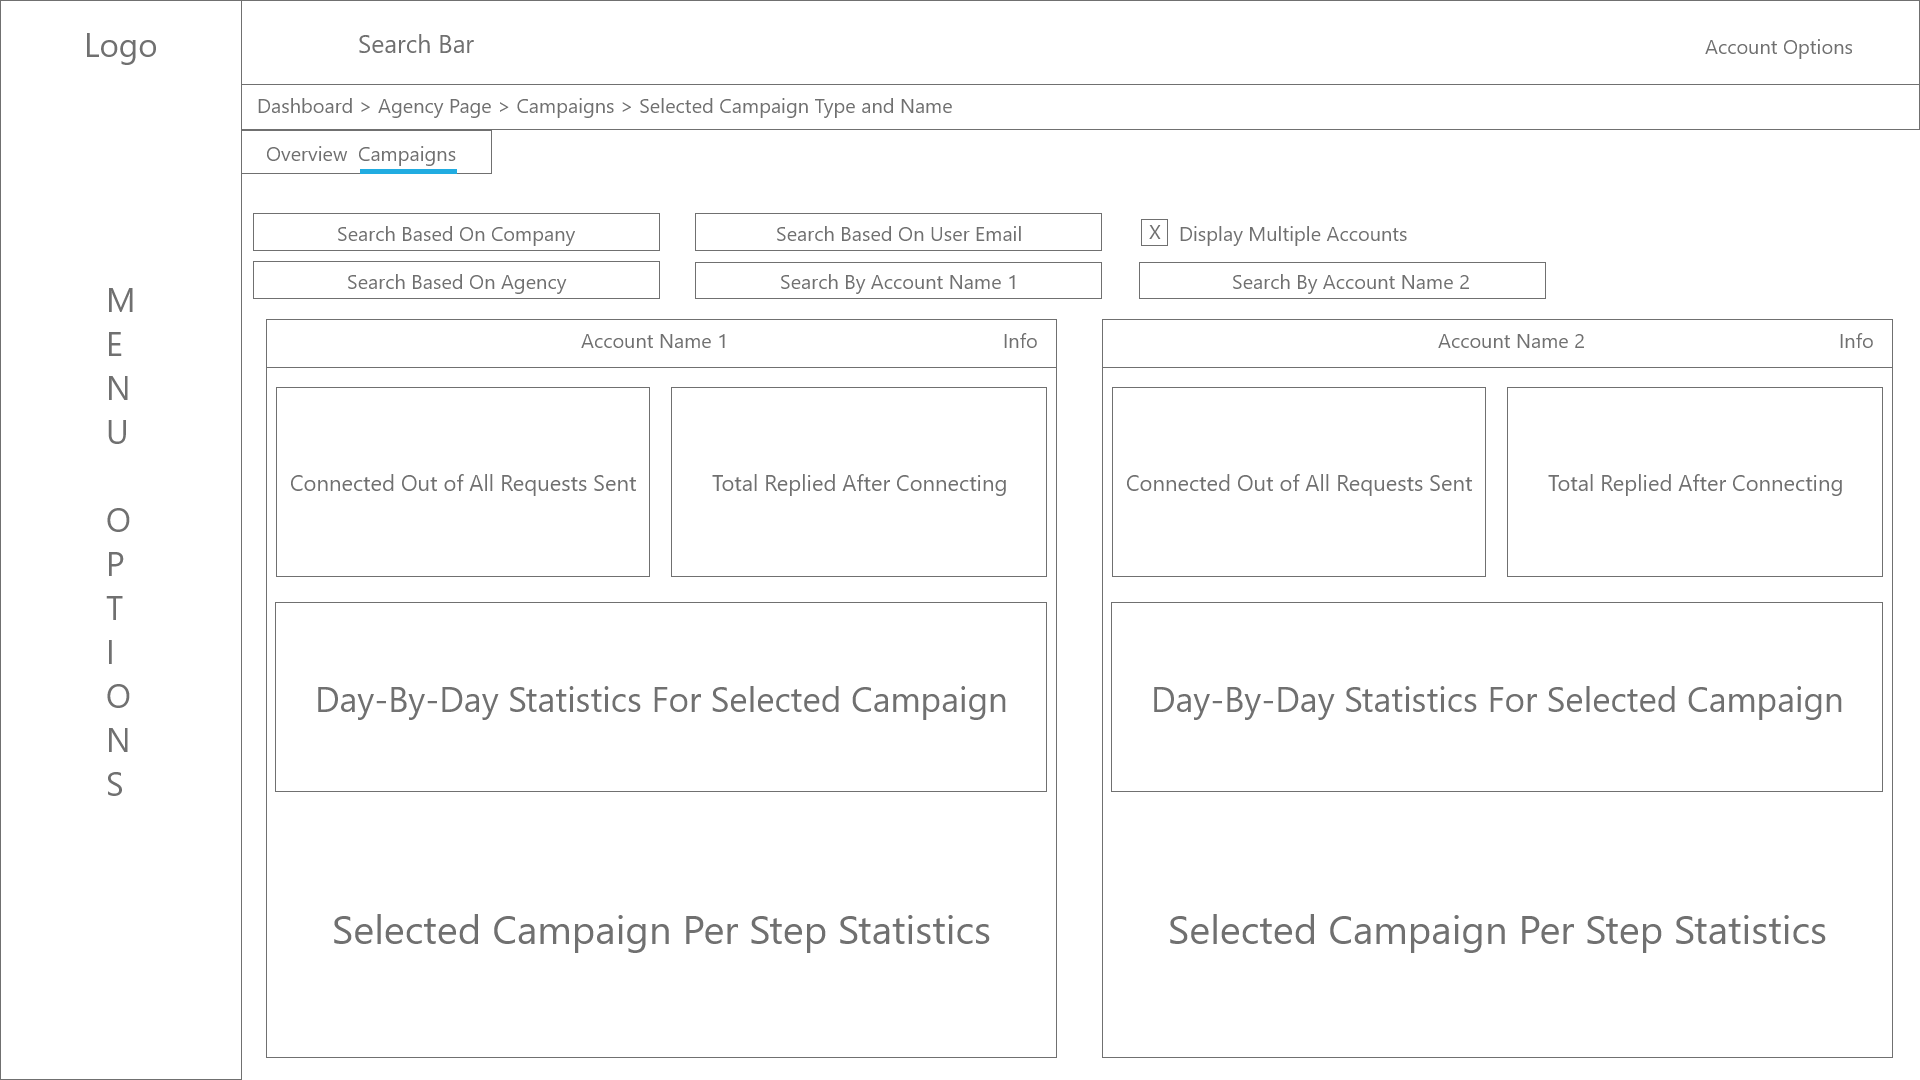 Logo
Search Bar
Account Options
Dashboard > Agency Page > Campaigns > Selected Campaign Type and Name
Overview Campaigns
Search Based On Company
Search Based On User Email
X Display Multiple Accounts
Search Based On Agency
Search By Account Name 1
Search By Account Name 2
M
E
N
U
O
P
T
I
O
N
S
Account Name 1
Info
Connected Out of All Requests Sent
Total Replied After Connecting
Day-By-Day Statistics For Selected Campaign
Selected Campaign Per Step Statistics
Account Name 2
Info
Connected Out of All Requests Sent
Total Replied After Connecting
Day-By-Day Statistics For Selected Campaign
Selected Campaign Per Step Statistics